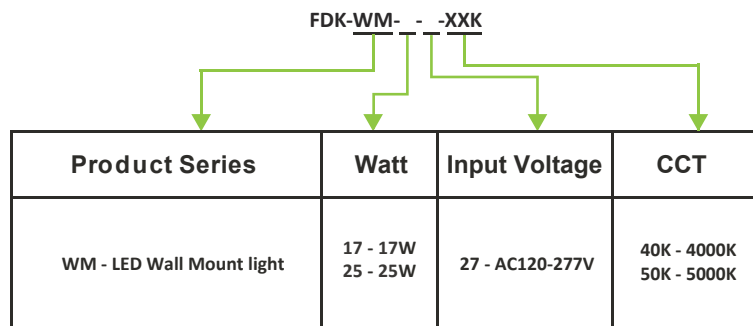 FDK-WM- - -XXK
Product Series Watt Input Voltage CCT
WM - LED Wall Mount light
17 - 17W
25 - 25W
27 - AC120-277V
40K - 4000K
50K - 5000K